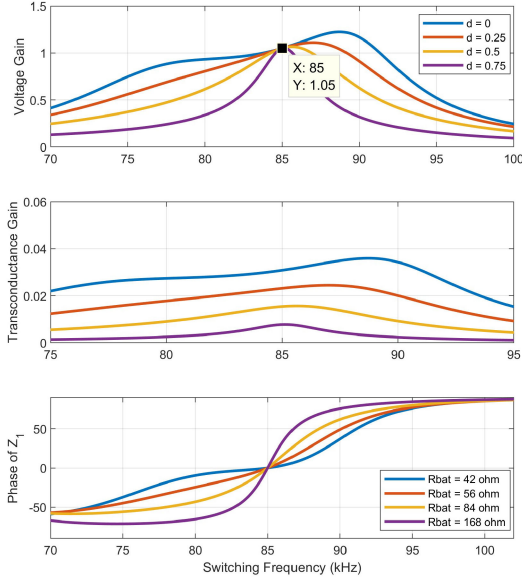 Voltage Gain
1.5
1
0.5
0
70 75 80 85 90 95 100
d = 0
d = 0.25
d = 0.5
d = 0.75
X: 85
Y: 1.05
Transconductance Gain
0.06
0.04
0.02
0
75 80 85 90 95
Phase of Z1
50
0
-50
70 75 80 85 90 95 100
Rbat = 42 ohm
Rbat = 56 ohm
Rbat = 84 ohm
Rbat = 168 ohm
Switching Frequency (kHz)